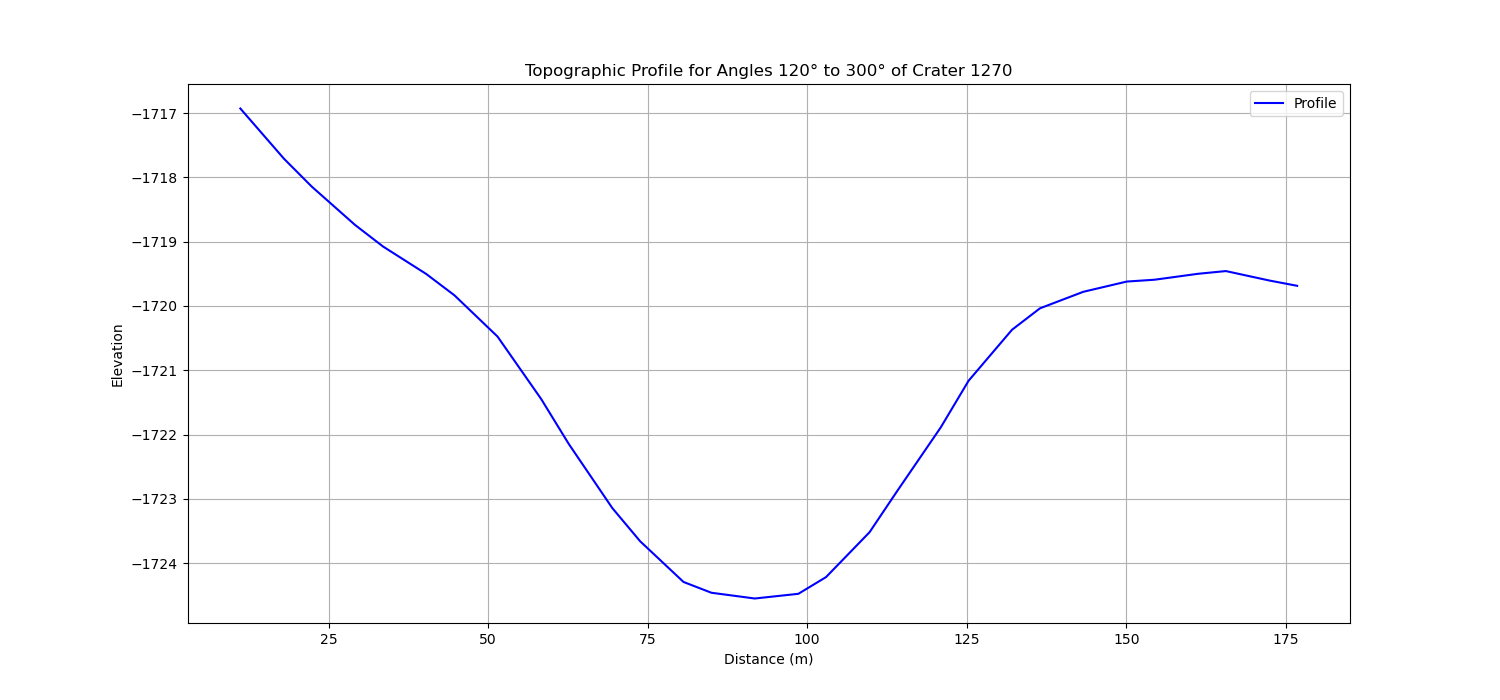 Topographic Profile for Angles 120° to 300° of Crater 1270
Profile
−1717
−1718
−1719
−1720
−1721
−1722
−1723
−1724
Elevation
25 50 75 100 125 150 175
Distance (m)